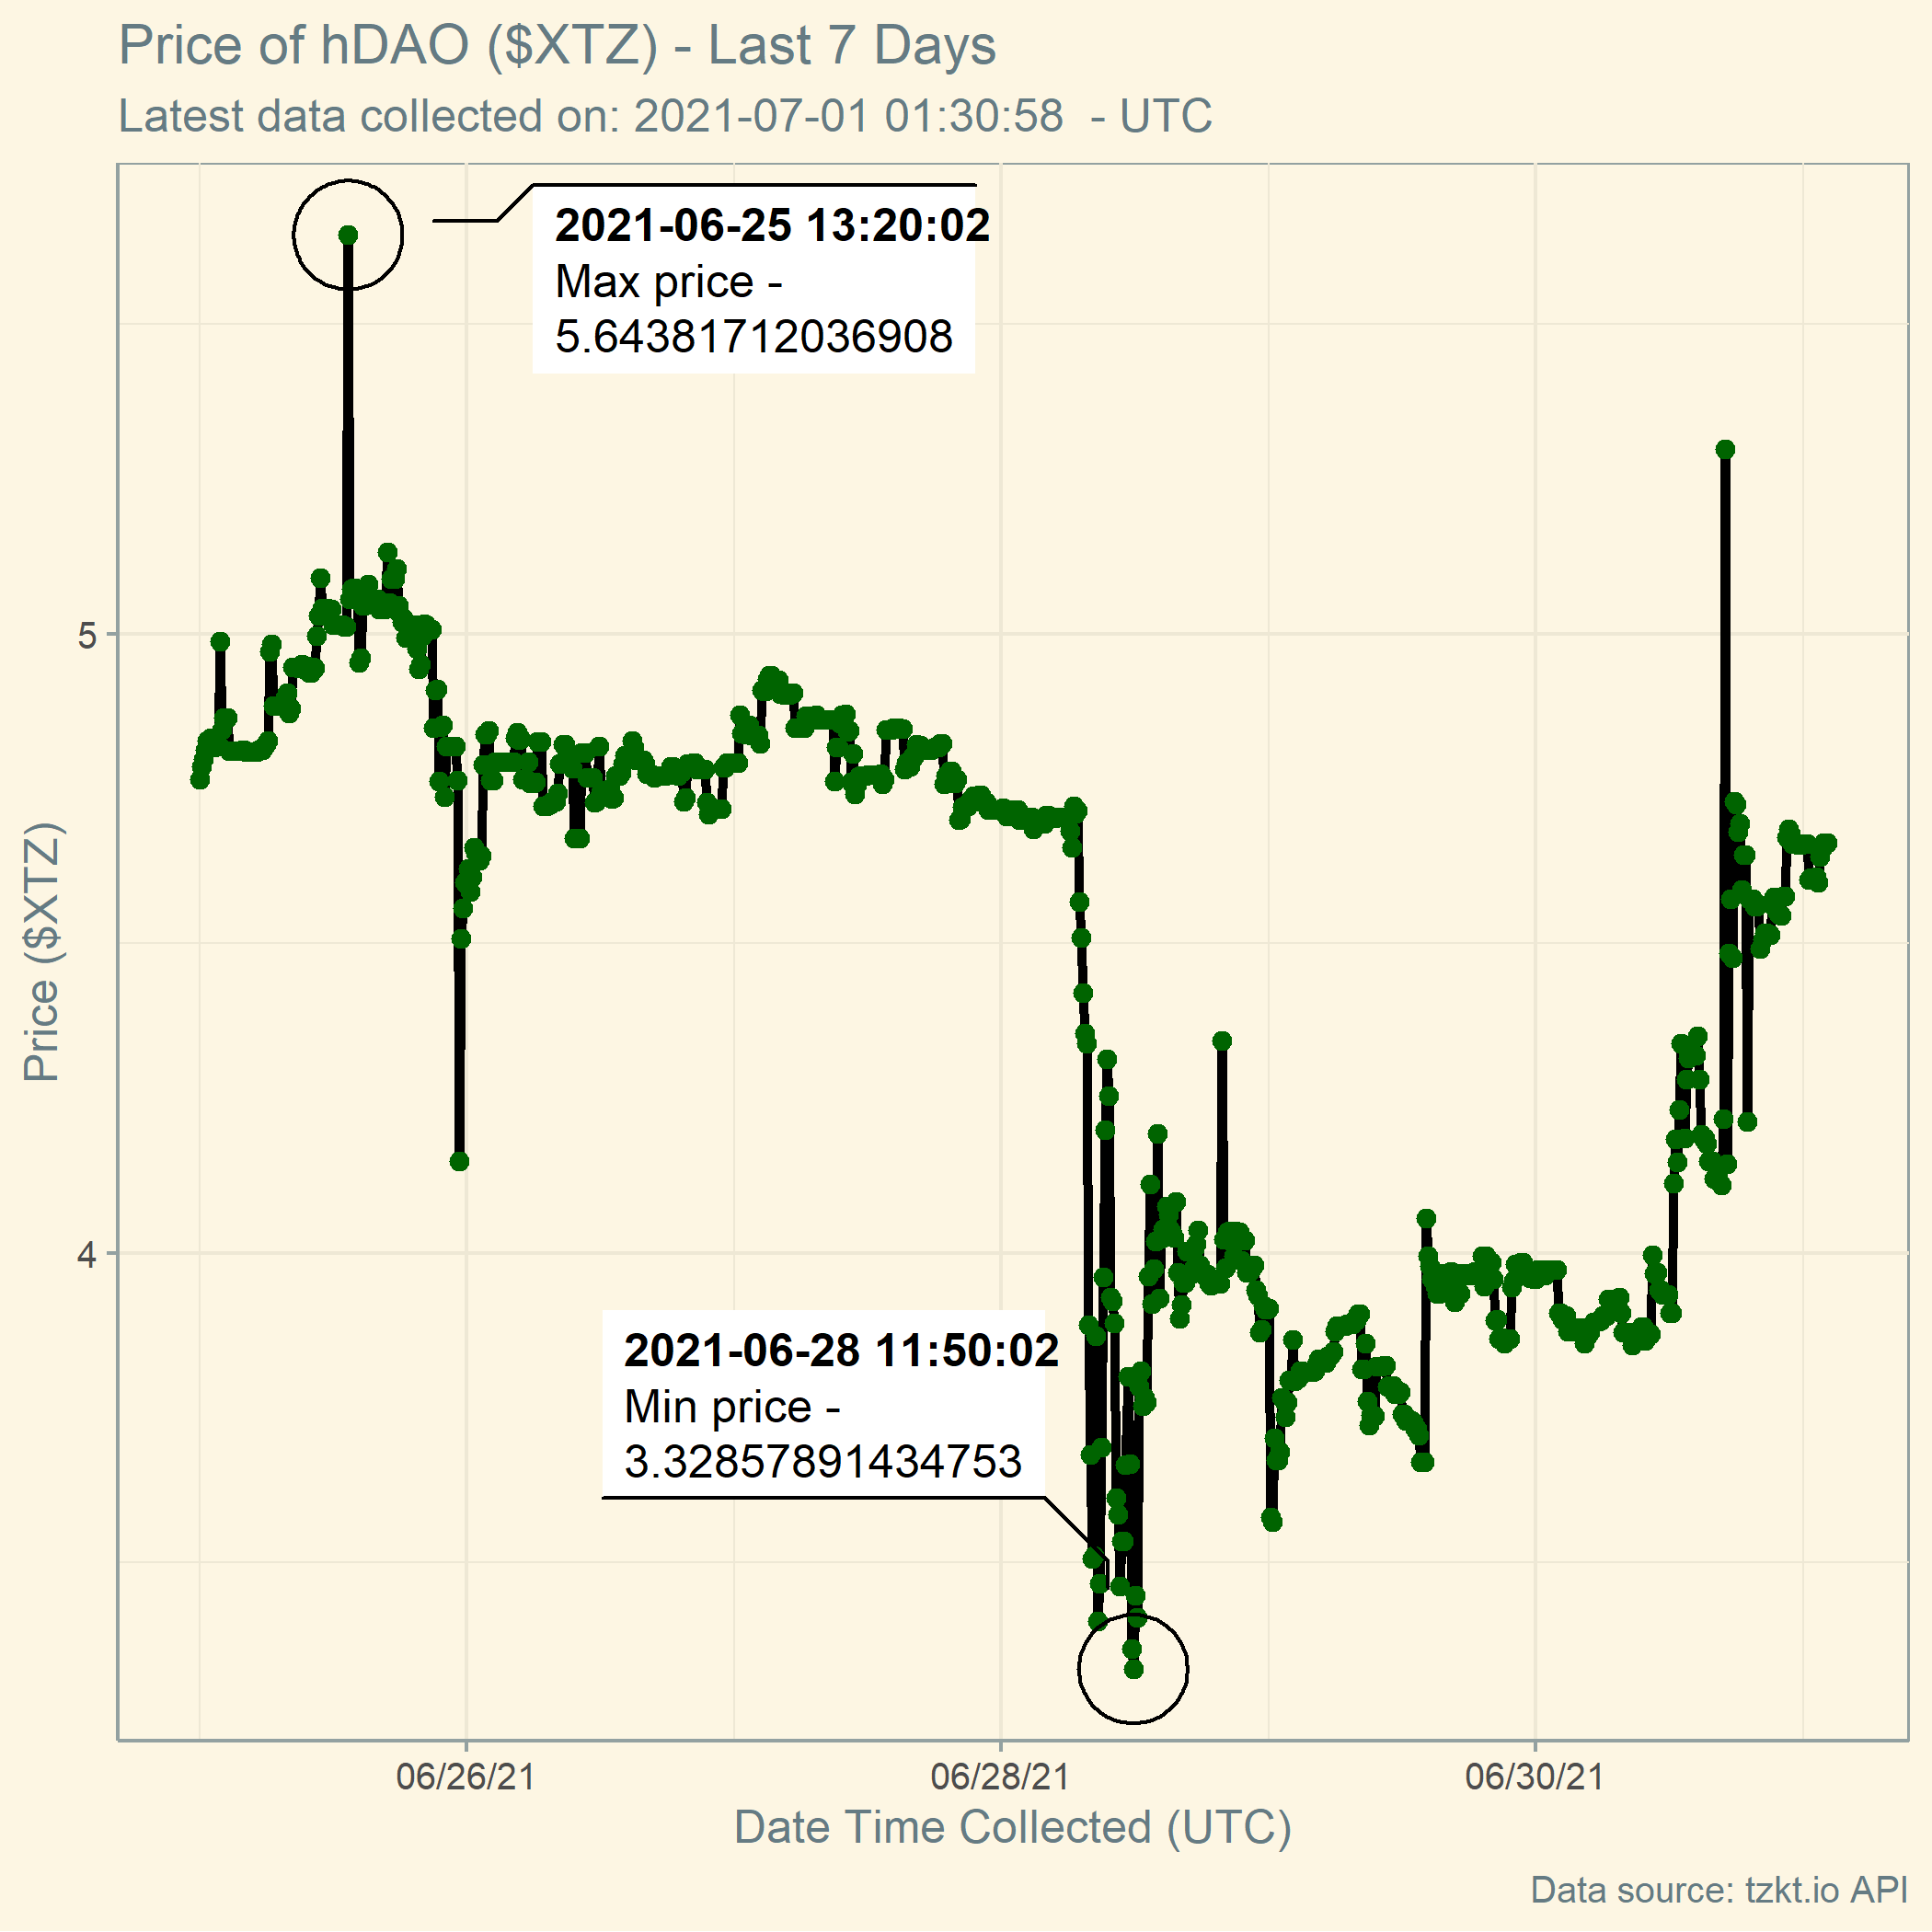 Price of hDAO ($XTZ) - Last 7 Days
Latest data collected on: 2021-07-01 01:30:58  - UTC
2021-06-25 13:20:02
Max price -
5.64381712036908
5
Price ($XTZ)
4
2021-06-28 11:50:02
Min price -
3.32857891434753
06/26/21
06/28/21
06/30/21
Date Time Collected (UTC)
Data source: tzkt.io API